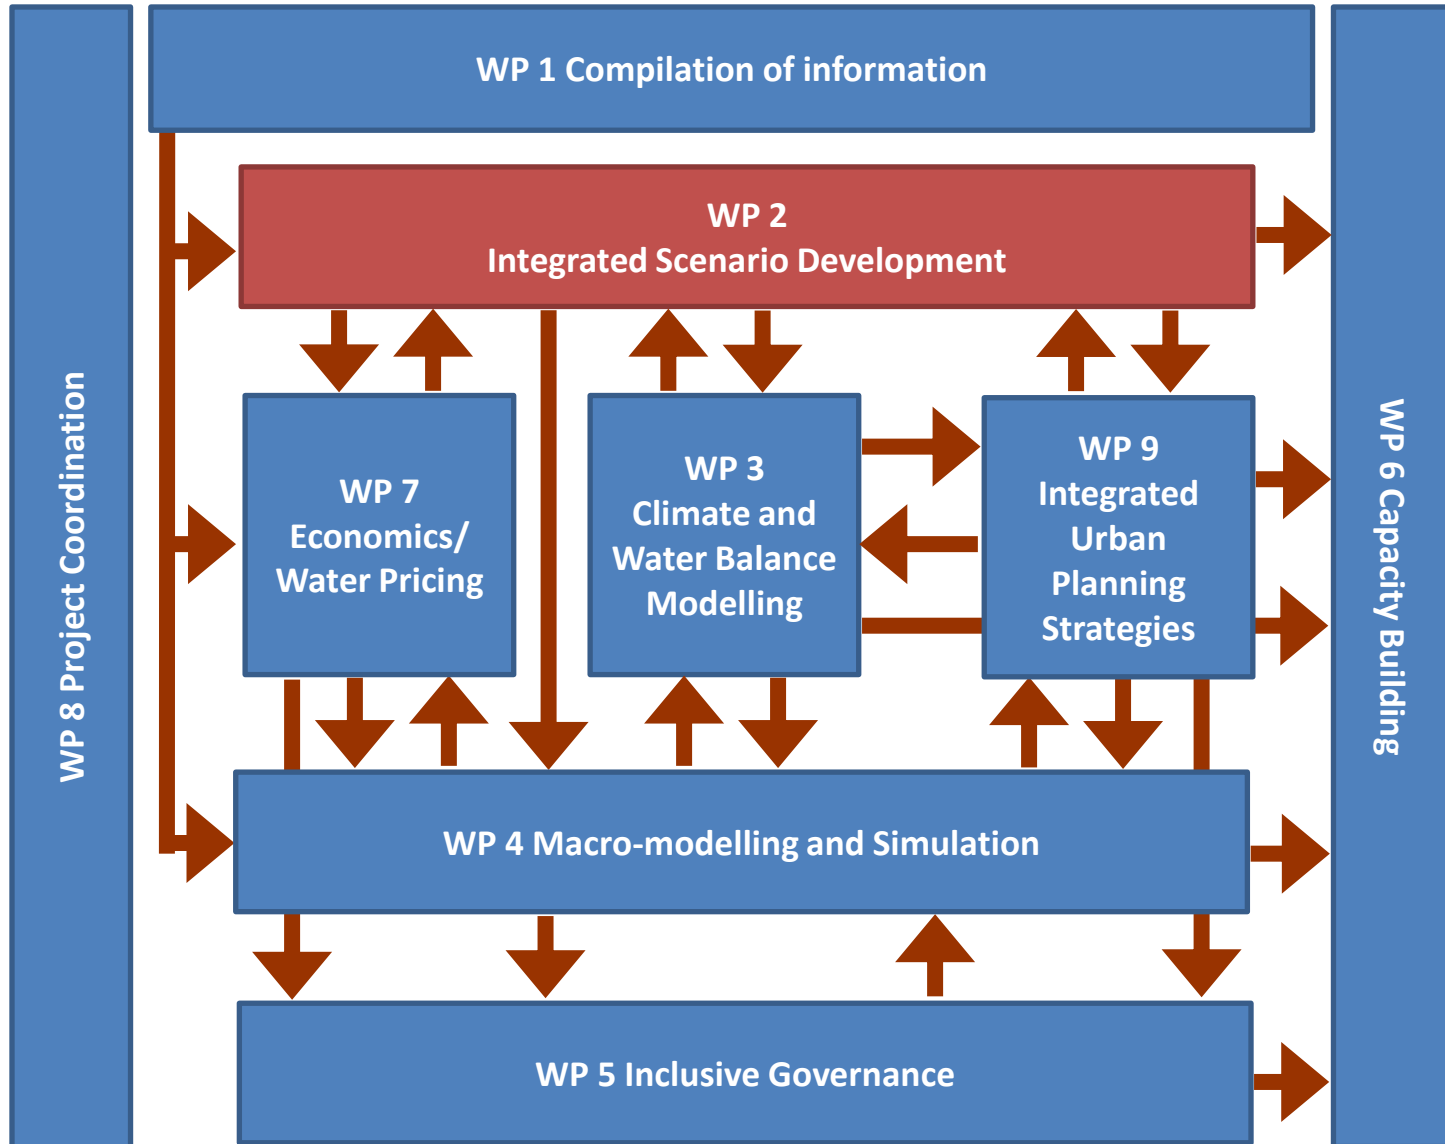 WP 8 Project Coordination
WP 1 Compilation of information
WP 2
Integrated Scenario Development
WP 7
Economics/
Water Pricing
WP 3
Climate and
Water Balance
Modelling
WP 9
Integrated
Urban
Planning
Strategies
WP 4 Macro-modelling and Simulation
WP 5 Inclusive Governance
WP 6 Capacity Building